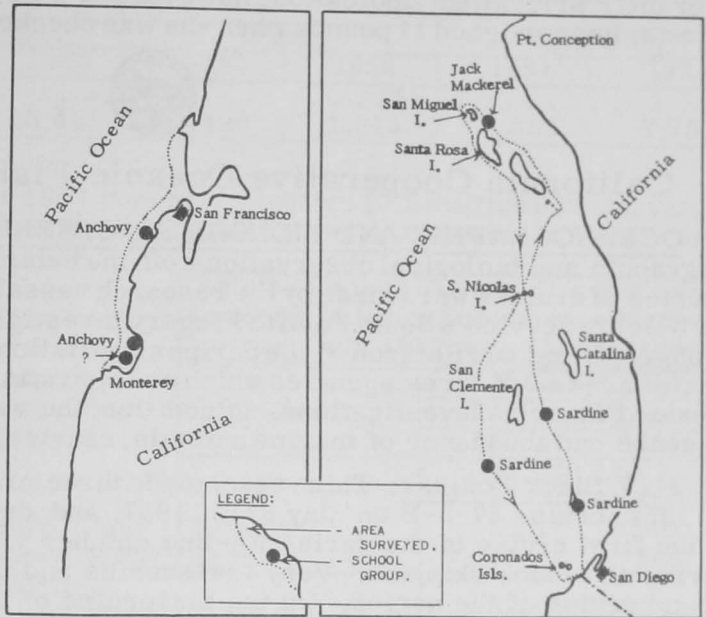 Pacific Ocean
San Francisco
Anchovy
Anchovy
?
Monterey
California
LEGEND:
AREA
SURVEYED.
SCHOOL
GROUP.
Pt. Conception
Jack
Mackerel
San Miguel
I.
Santa Rosa
I.
California
Pacific Ocean
S. Nicolas
I.
Santa
Catalina
I.
San
Clemente
I.
Sardine
Sardine
Sardine
Coronados
Isls.
San Diego